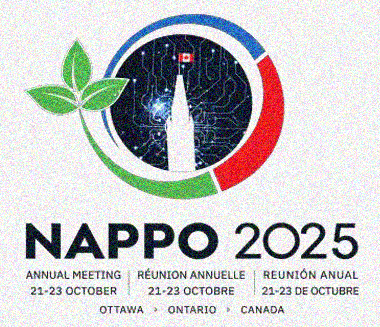 NAPPO 2025
ANNUAL MEETING | RÉUNION ANNUELLE | REUNIÓN ANUAL
21-23 OCTOBER | 21-23 OCTOBRE | 21-23 DE OCTUBRE
OTTAWA > ONTARIO > CANADA